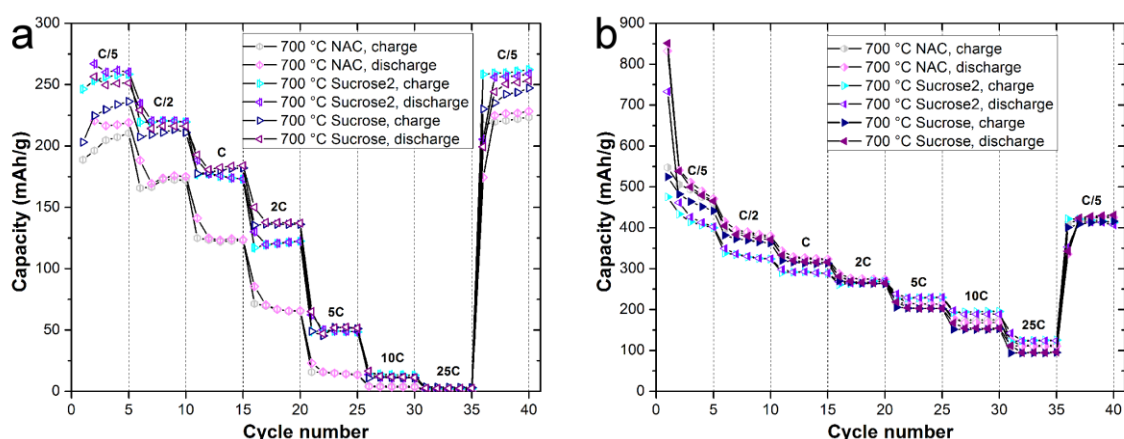 a
Capacity (mAh/g)
300
250
200
150
100
50
0
C/5
C/2
C
2C
5C
10C
25C
C/5
700 °C NAC, charge
700 °C NAC, discharge
700 °C Sucrose2, charge
700 °C Sucrose2, discharge
700 °C Sucrose, charge
700 °C Sucrose, discharge
0 5 10 15 20 25 30 35 40
Cycle number
b
Capacity (mAh/g)
900
800
700
600
500
400
300
200
100
0
C/5
C/2
C
2C
5C
10C
25C
C/5
700 °C NAC, charge
700 °C NAC, discharge
700 °C Sucrose2, charge
700 °C Sucrose2, discharge
700 °C Sucrose, charge
700 °C Sucrose, discharge
0 5 10 15 20 25 30 35 40
Cycle number